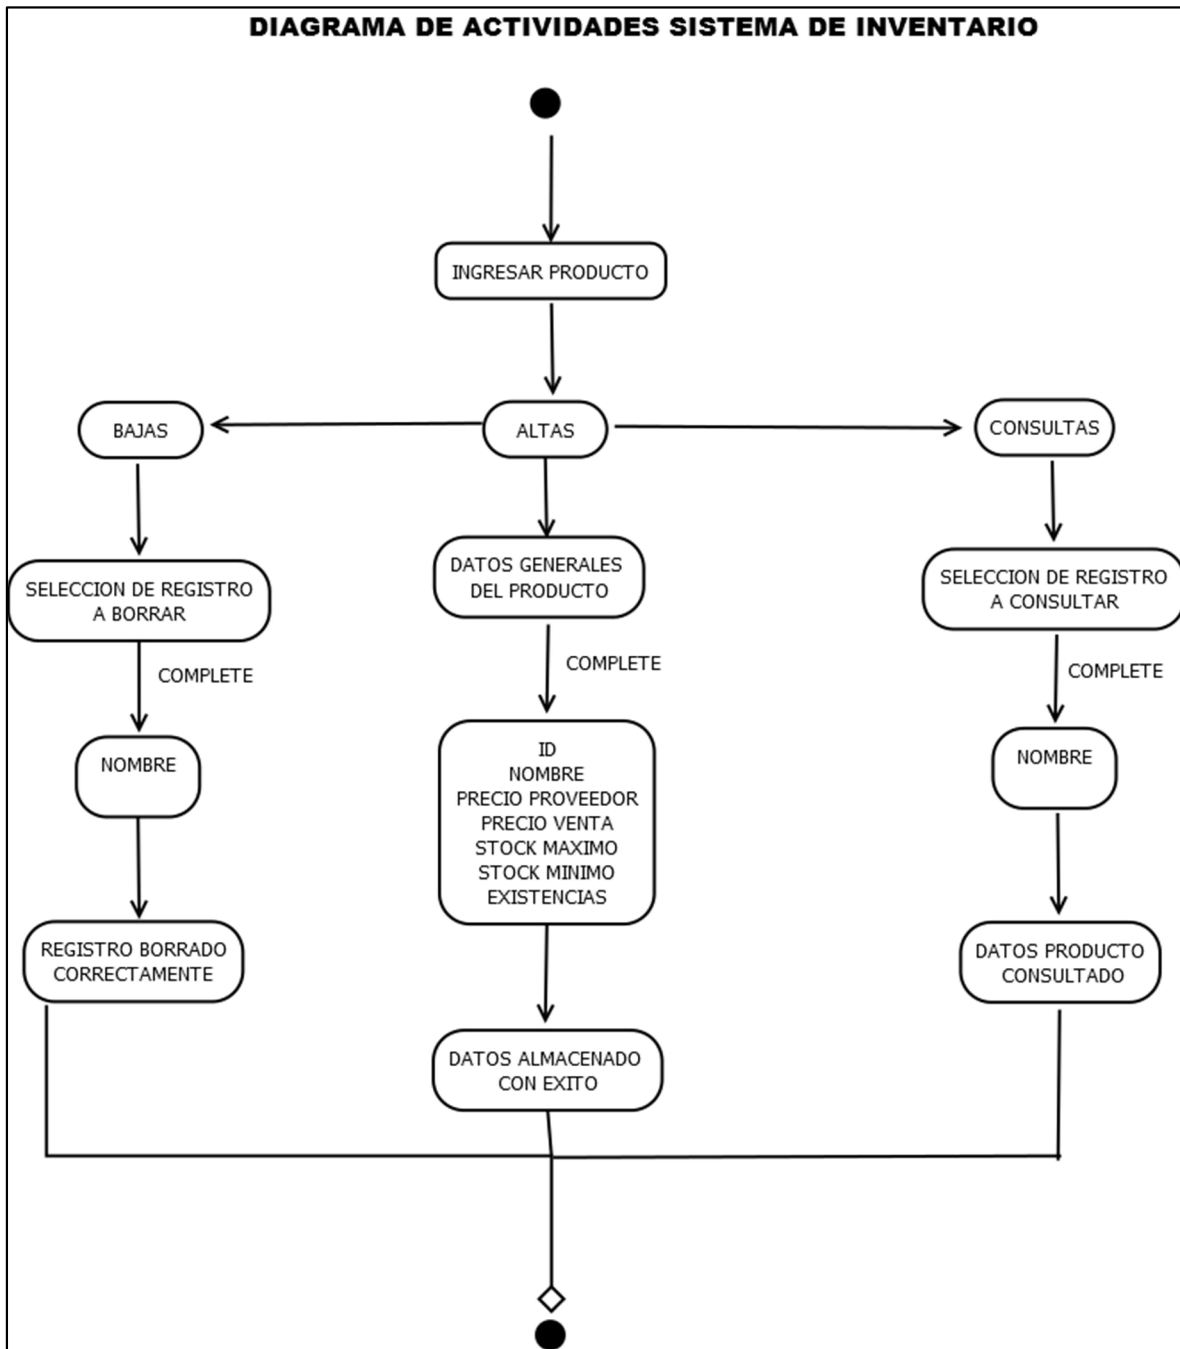 DIAGRAMA DE ACTIVIDADES SISTEMA DE INVENTARIO
INGRESAR PRODUCTO
BAJAS
ALTAS
CONSULTAS
SELECCION DE REGISTRO
A BORRAR
DATOS GENERALES
DEL PRODUCTO
SELECCION DE REGISTRO
A CONSULTAR
COMPLETE
COMPLETE
COMPLETE
NOMBRE
ID
NOMBRE
PRECIO PROVEEDOR
PRECIO VENTA
STOCK MAXIMO
STOCK MINIMO
EXISTENCIAS
NOMBRE
REGISTRO BORRADO
CORRECTAMENTE
DATOS PRODUCTO
CONSULTADO
DATOS ALMACENADO
CON EXITO